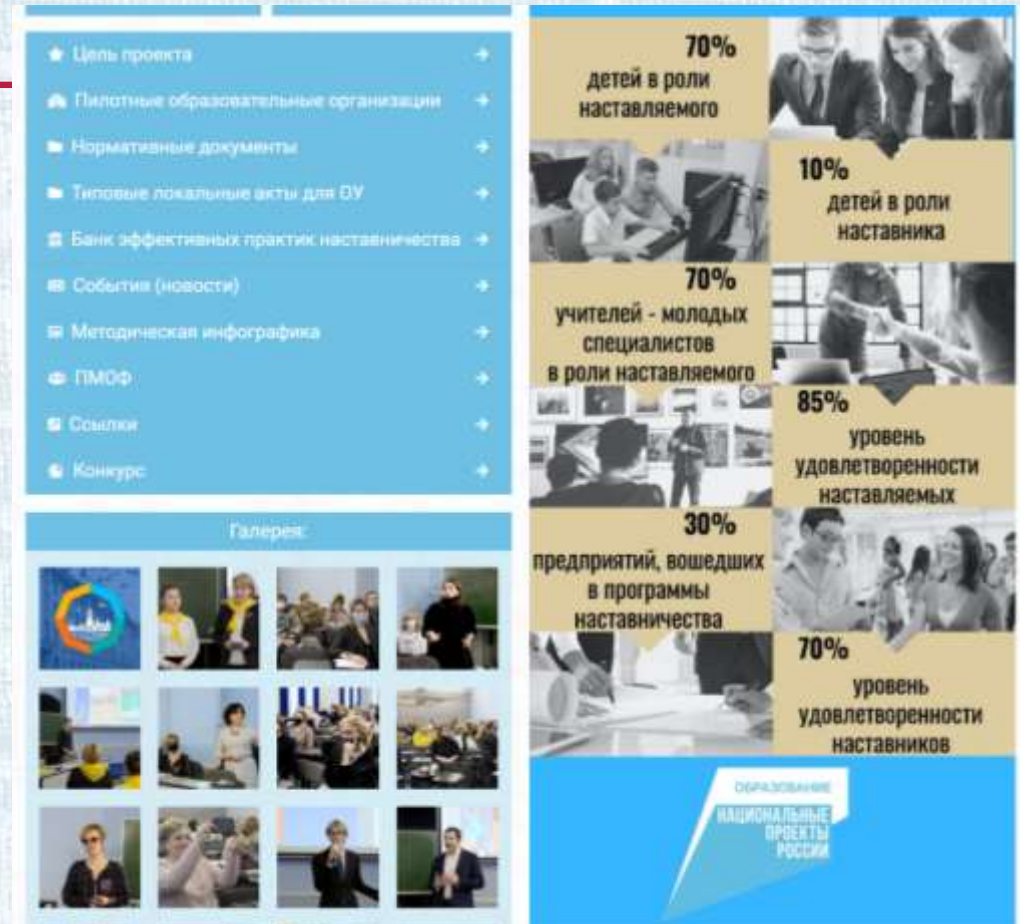 Цель проекта
Пилотные образовательные организации
Нормативные документы
Типовые локальные акты для ОУ
Банк эффективных практик наставничества
События (новости)
Методическая инфографика
ПМОФ
Ссылки
Конкурс
Галерея:
70%
детей в роли
наставляемого
10%
детей в роли
наставника
70%
учителей - молодых
специалистов
в роли наставляемого
85%
уровень
удовлетворенности
наставляемых
30%
предприятий, вошедших
в программы
наставничества
70%
уровень
удовлетворенности
наставников
ОБРАЗОВАНИЕ
НАЦИОНАЛЬНЫЕ
ПРОЕКТЫ
РОССИИ